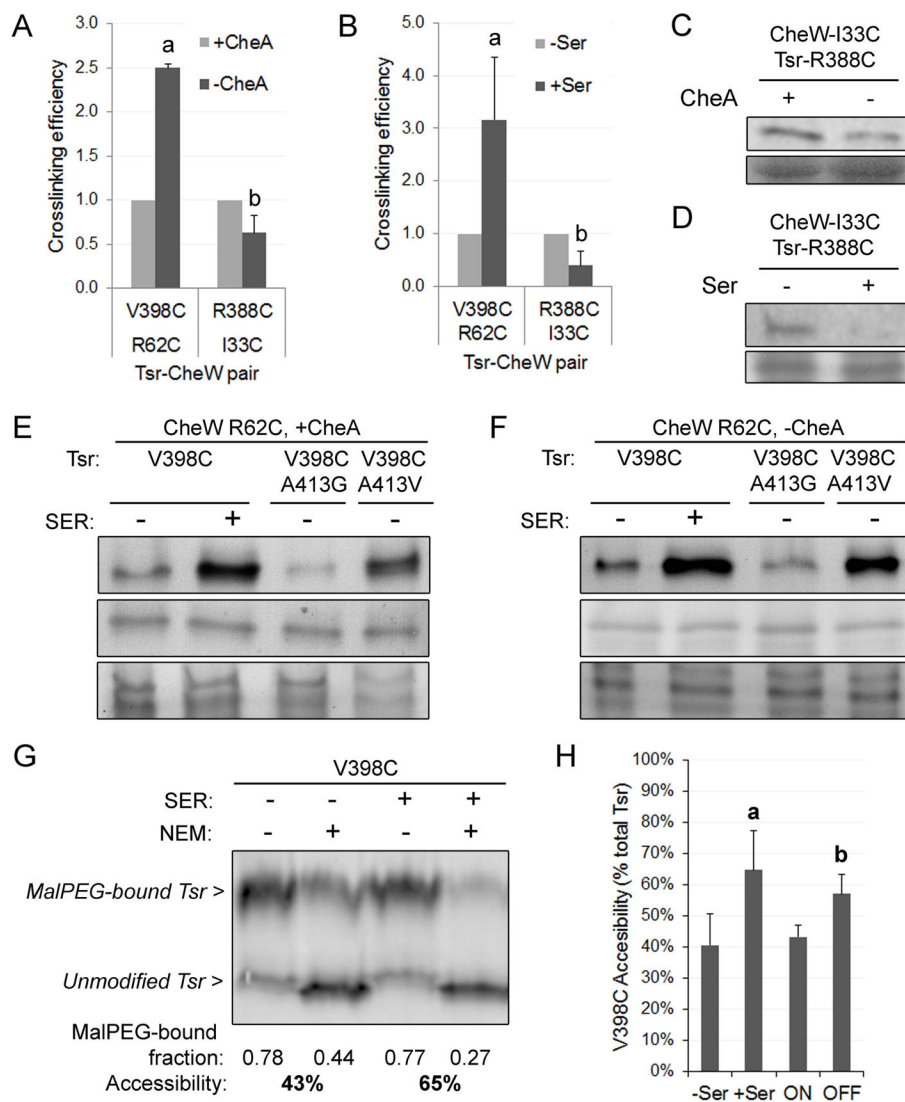 A
Crosslinking efficiency
3.0
2.5
2.0
1.5
1.0
0.5
0.0
a
b
+CheA
-CheA
V398C R388C
R62C I33C
Tsr-CheW pair
B
Crosslinking efficiency
5.0
4.0
3.0
2.0
1.0
0.0
a
b
-Ser
+Ser
V398C R388C
R62C I33C
Tsr-CheW pair
C
CheW-I33C
Tsr-R388C
CheA + -
D
CheW-I33C
Tsr-R388C
Ser - +
E
CheW R62C, +CheA
Tsr: V398C V398C V398C
A413G A413V
SER: - + - -
F
CheW R62C, -CheA
Tsr: V398C V398C V398C
A413G A413V
SER: - + - -
G
V398C
SER: - - + +
NEM: - + - +
MalPEG-bound Tsr >
Unmodified Tsr >
MalPEG-bound
fraction: 0.78 0.44 0.77 0.27
Accessibility: 43% 65%
H
V398C Accesibility (% total Tsr)
100%
90%
80%
70%
60%
50%
40%
30%
20%
10%
0%
a
b
-Ser +Ser ON OFF